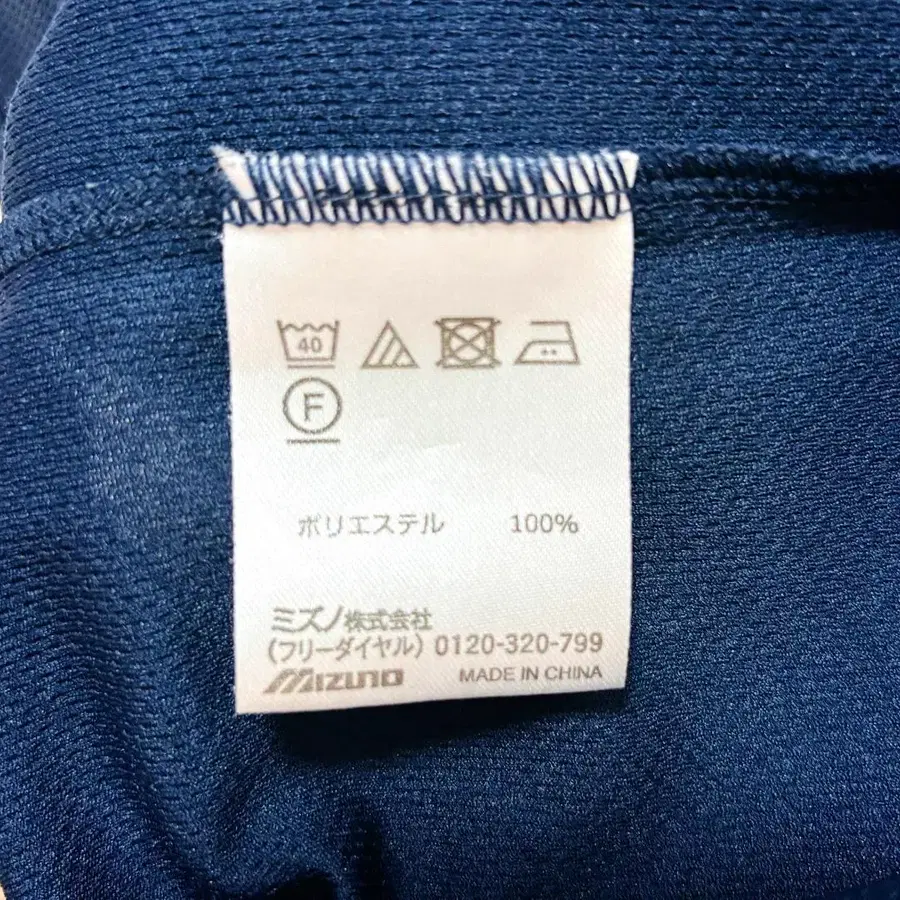 40
F
ポリエステル 100%
ミズノ株式会社
(フリーダイヤル) 0120-320-799
MIZUNO MADE IN CHINA